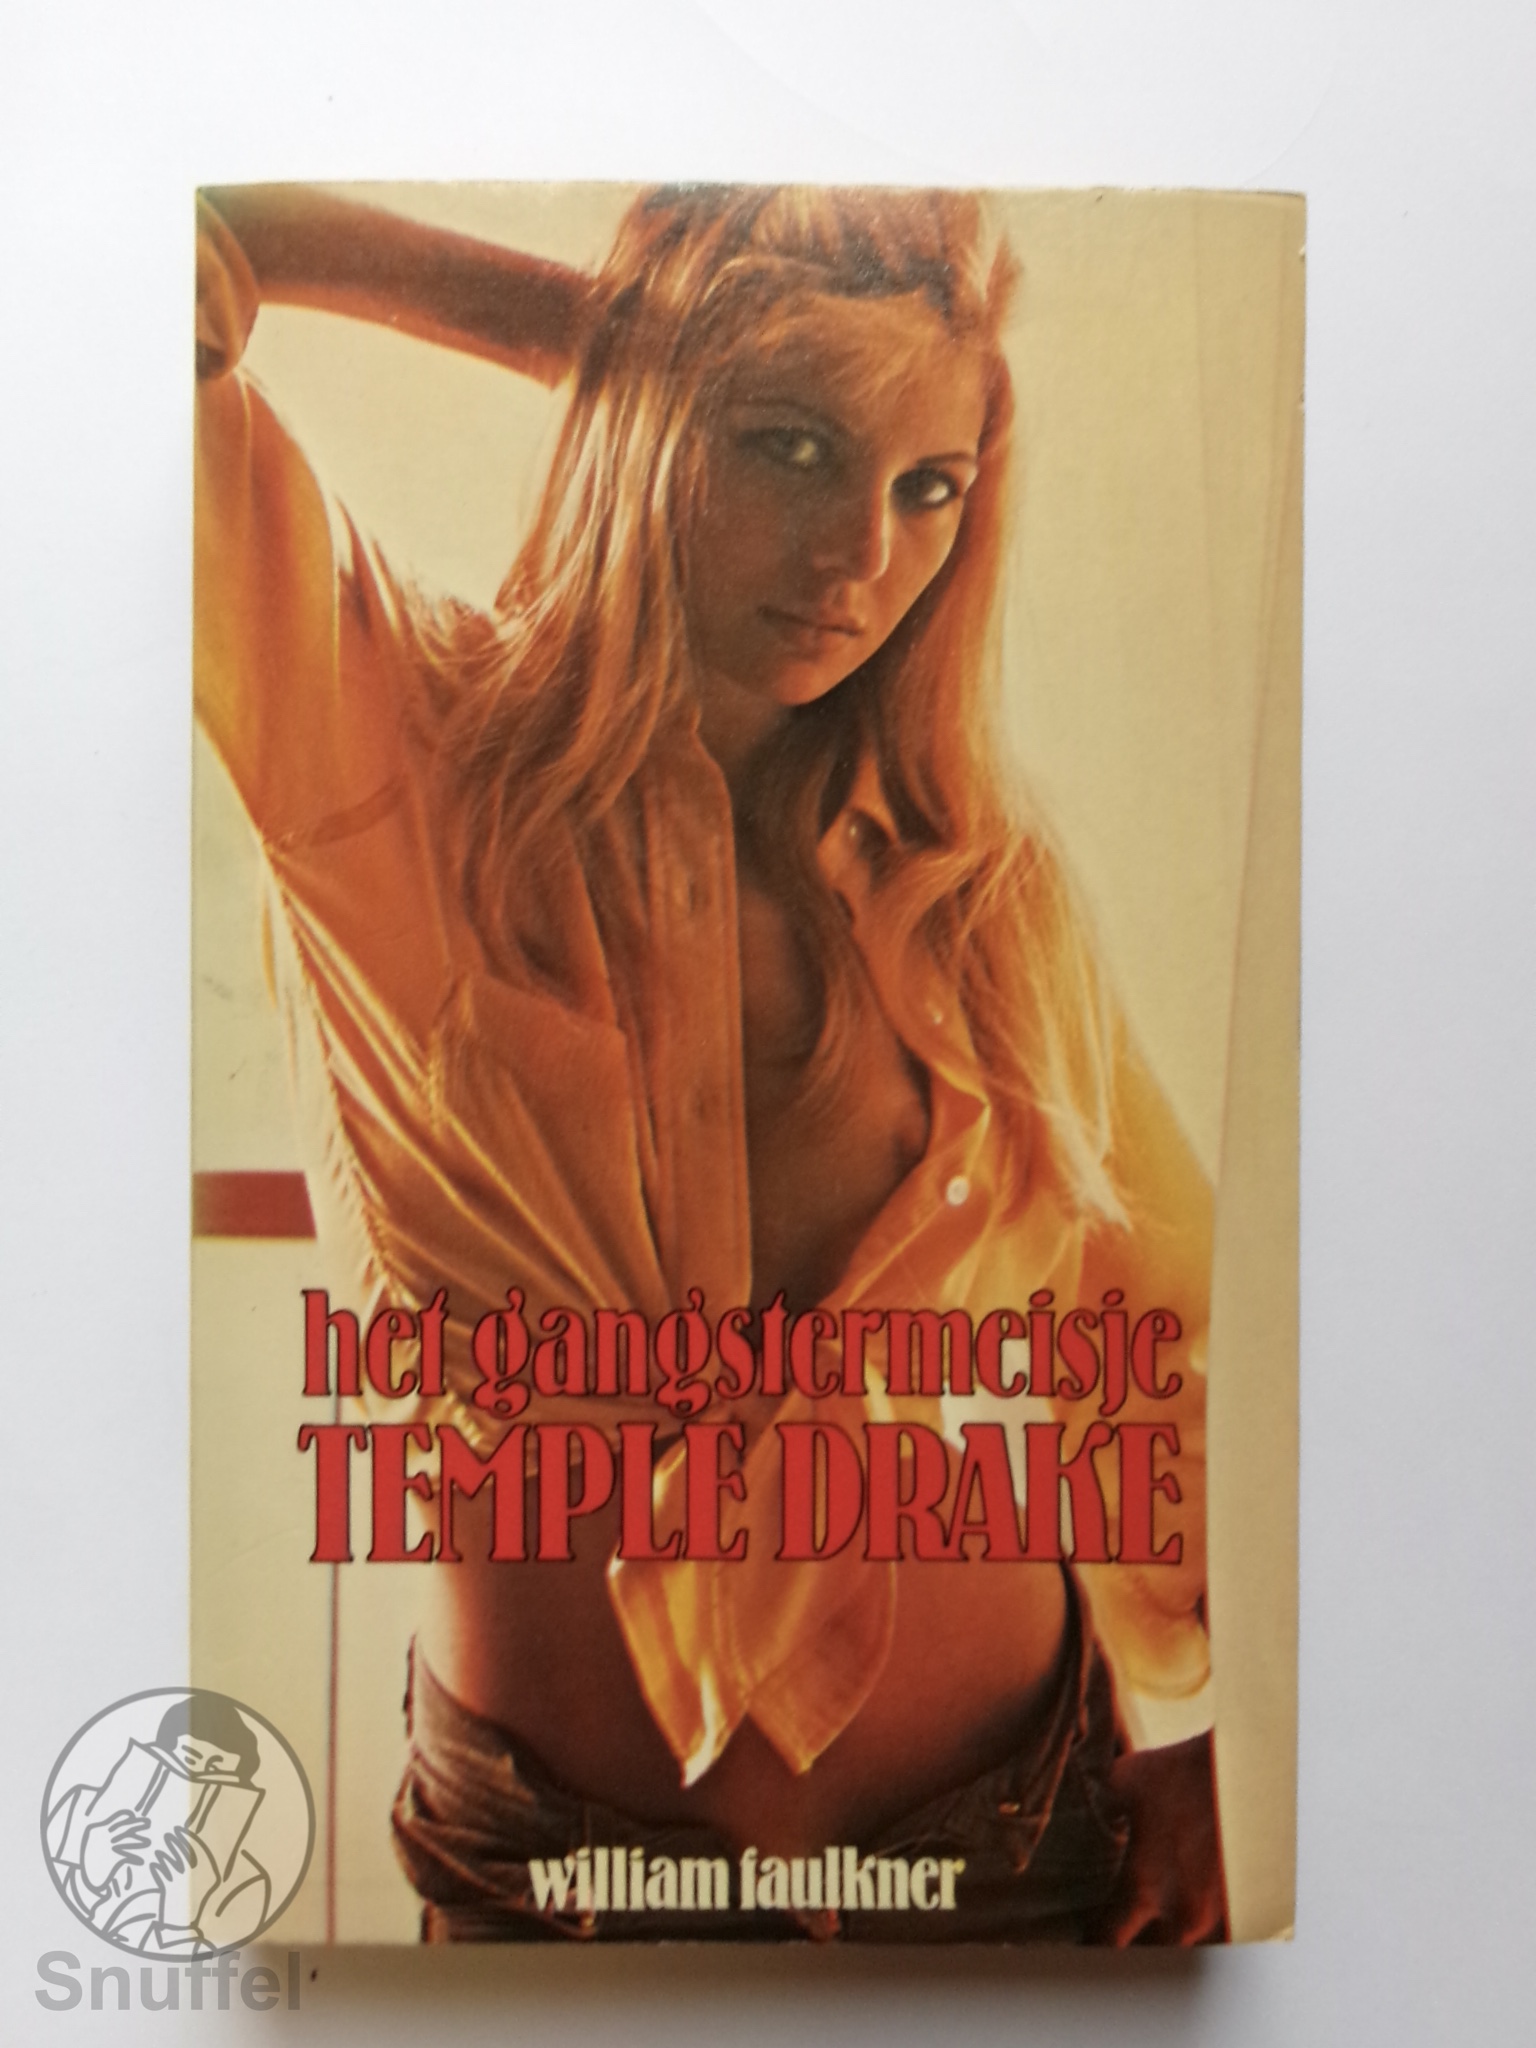 het gangstermeisje
TEMPLE DRAKE
william faulkner
Snuffel